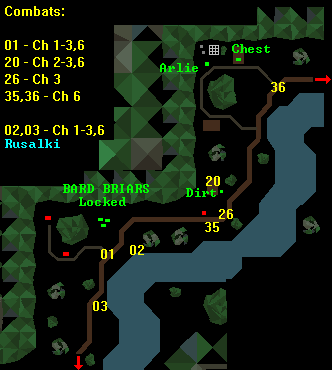 Combats:
01 - Ch 1-3,6
20 - Ch 2-3,6
26 - Ch 3
35,36 - Ch 6
02,03 - Ch 1-3,6
Rusalki
Chest
Arlie
36
20
Dirt
26
35
BARD BRIARS
Locked
02
01
03